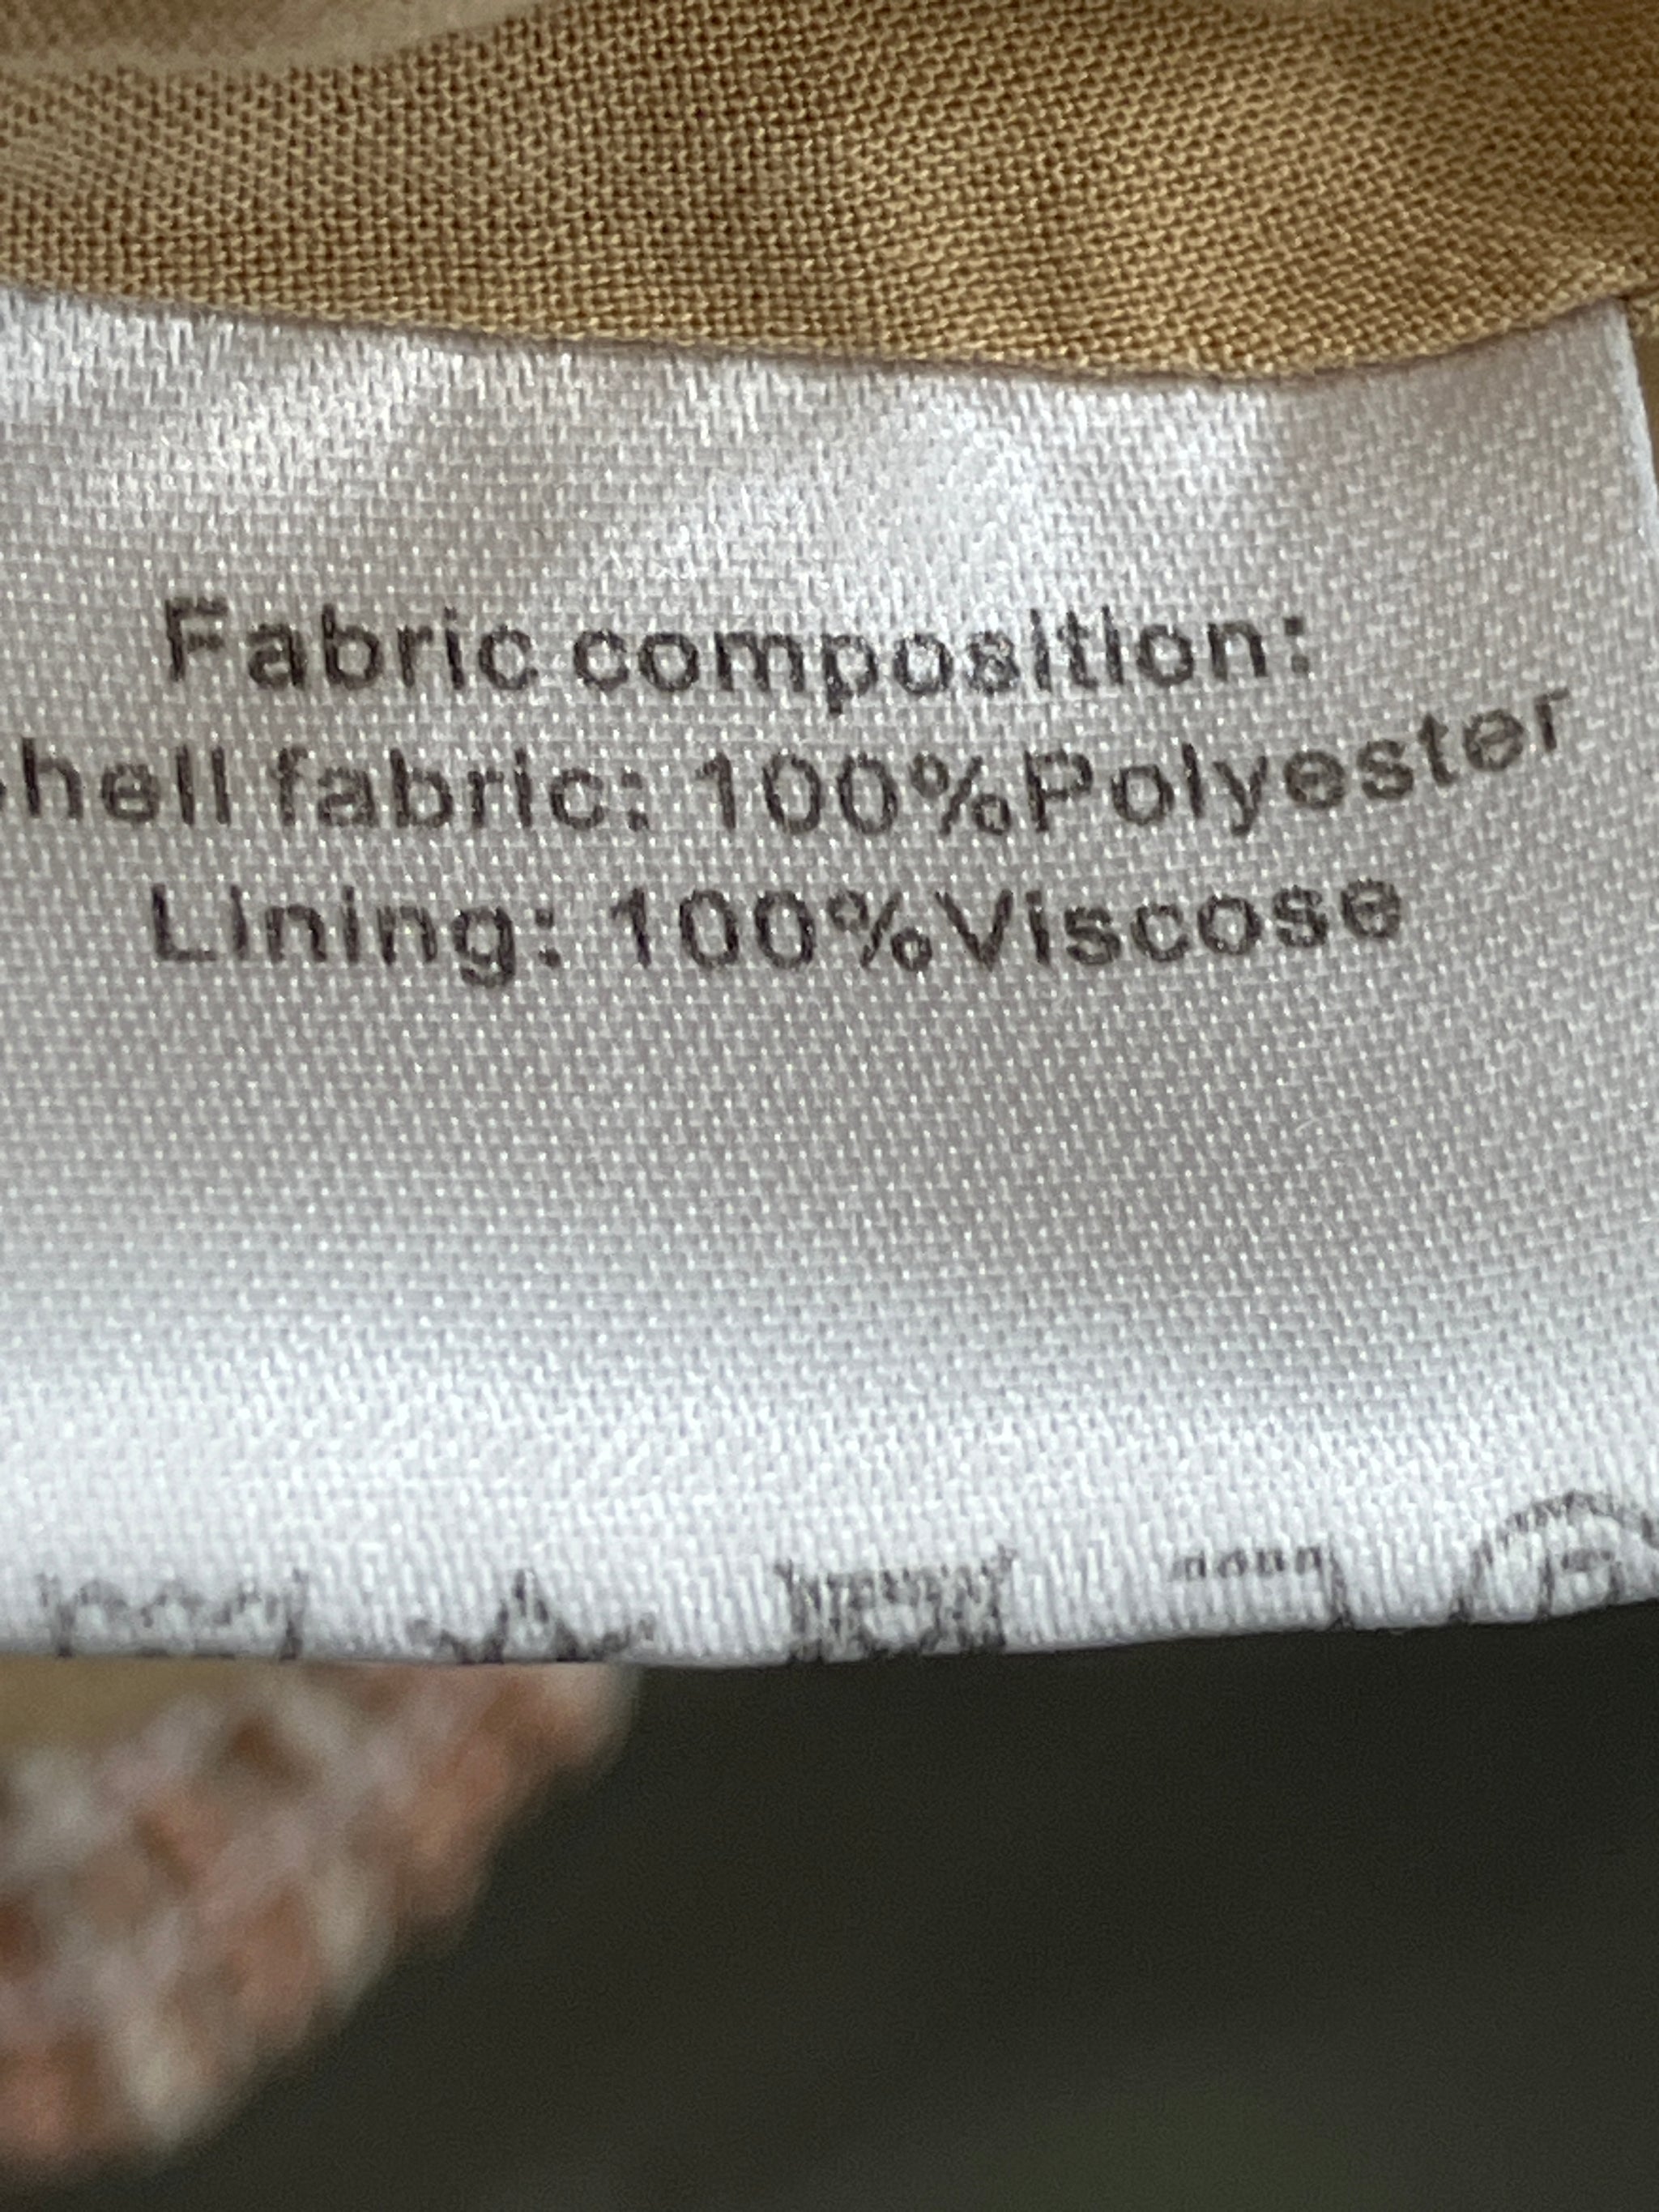 Fabric composition:
hell fabric: 100%Polyester
Lining: 100%Viscose